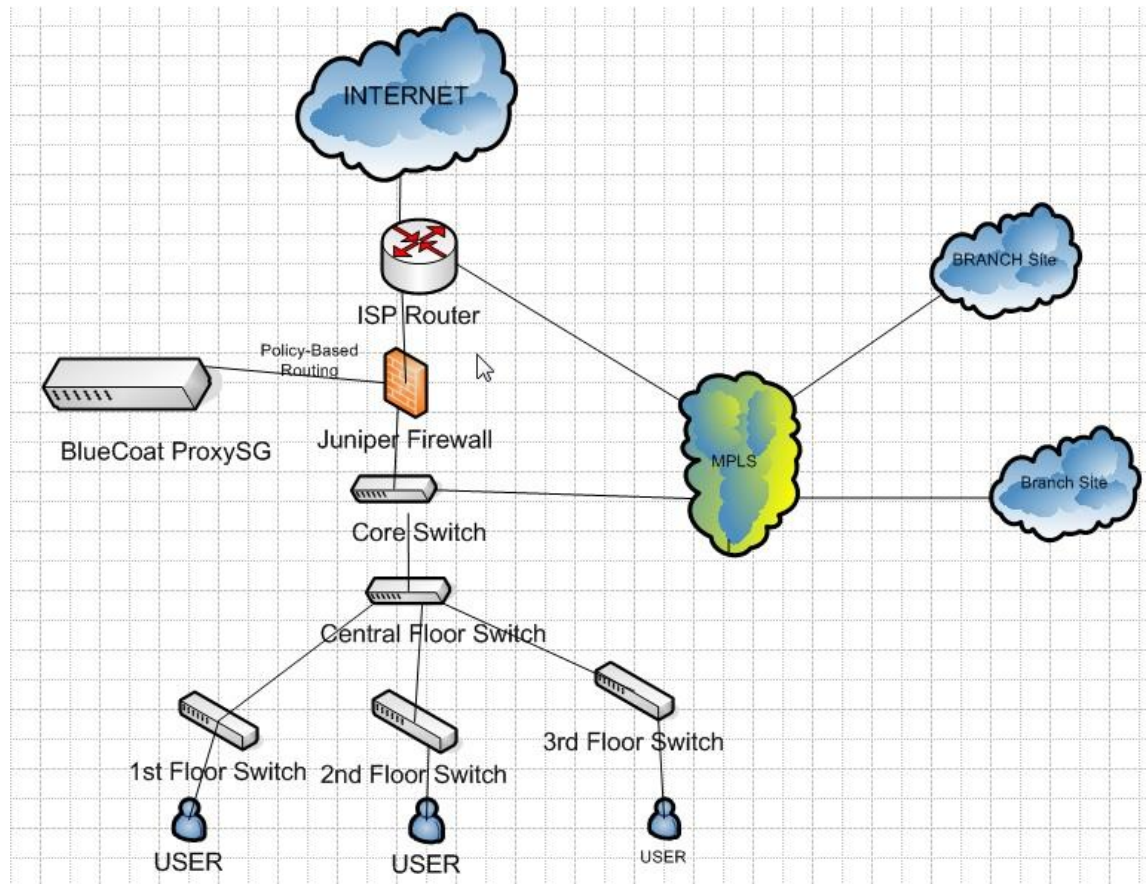 INTERNET
BRANCH Site
ISP Router
Policy-Based
Routing
Juniper Firewall
BlueCoat ProxySG
MPLS
Branch Site
Core Switch
Central Floor Switch
3rd Floor Switch
1st Floor Switch
2nd Floor Switch
USER
USER
USER